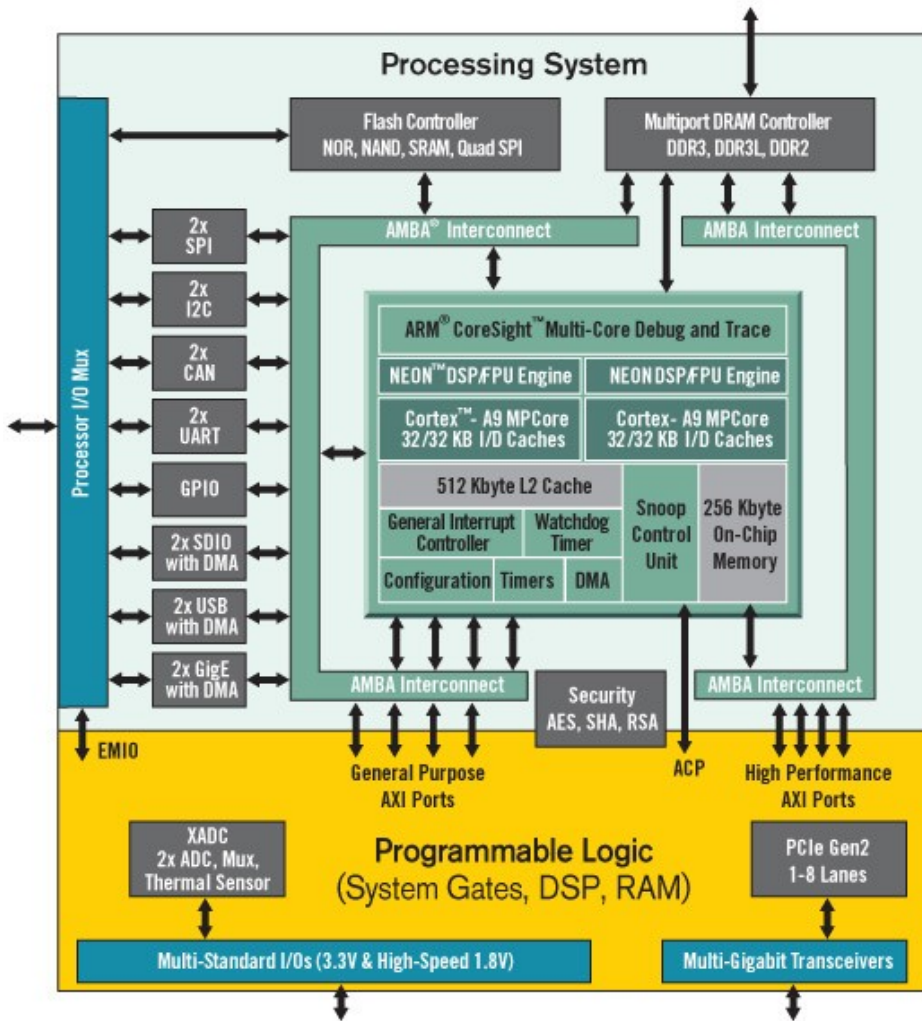 Processing System
Flash Controller
NOR, NAND, SRAM, Quad SPI
Multiport DRAM Controller
DDR3, DDR3L, DDR2
AMBA® Interconnect
AMBA Interconnect
Processor I/O Mux
2x
SPI
2x
I2C
2x
CAN
2x
UART
GPIO
2x SDIO
with DMA
2x USB
with DMA
2x GigE
with DMA
ARM® CoreSight™ Multi-Core Debug and Trace
NEON™ DSP/FPU Engine
NEON DSP/FPU Engine
Cortex™- A9 MPCore
32/32 KB I/D Caches
Cortex- A9 MPCore
32/32 KB I/D Caches
512 Kbyte L2 Cache
General Interrupt
Controller
Watchdog
Timer
Configuration
Timers
DMA
Snoop
Control
Unit
256 Kbyte
On-Chip
Memory
AMBA Interconnect
Security
AES, SHA, RSA
AMBA Interconnect
EMIO
General Purpose
AXI Ports
ACP
High Performance
AXI Ports
XADC
2x ADC, Mux,
Thermal Sensor
Programmable Logic
(System Gates, DSP, RAM)
PCIe Gen2
1-8 Lanes
Multi-Standard I/Os (3.3V & High-Speed 1.8V)
Multi-Gigabit Transceivers